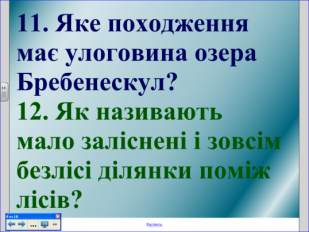 11. Яке походження
має улоговина озера
Бребенескул?
12. Як називають
мало заліснені і зовсім
безлісі ділянки поміж
лісів?